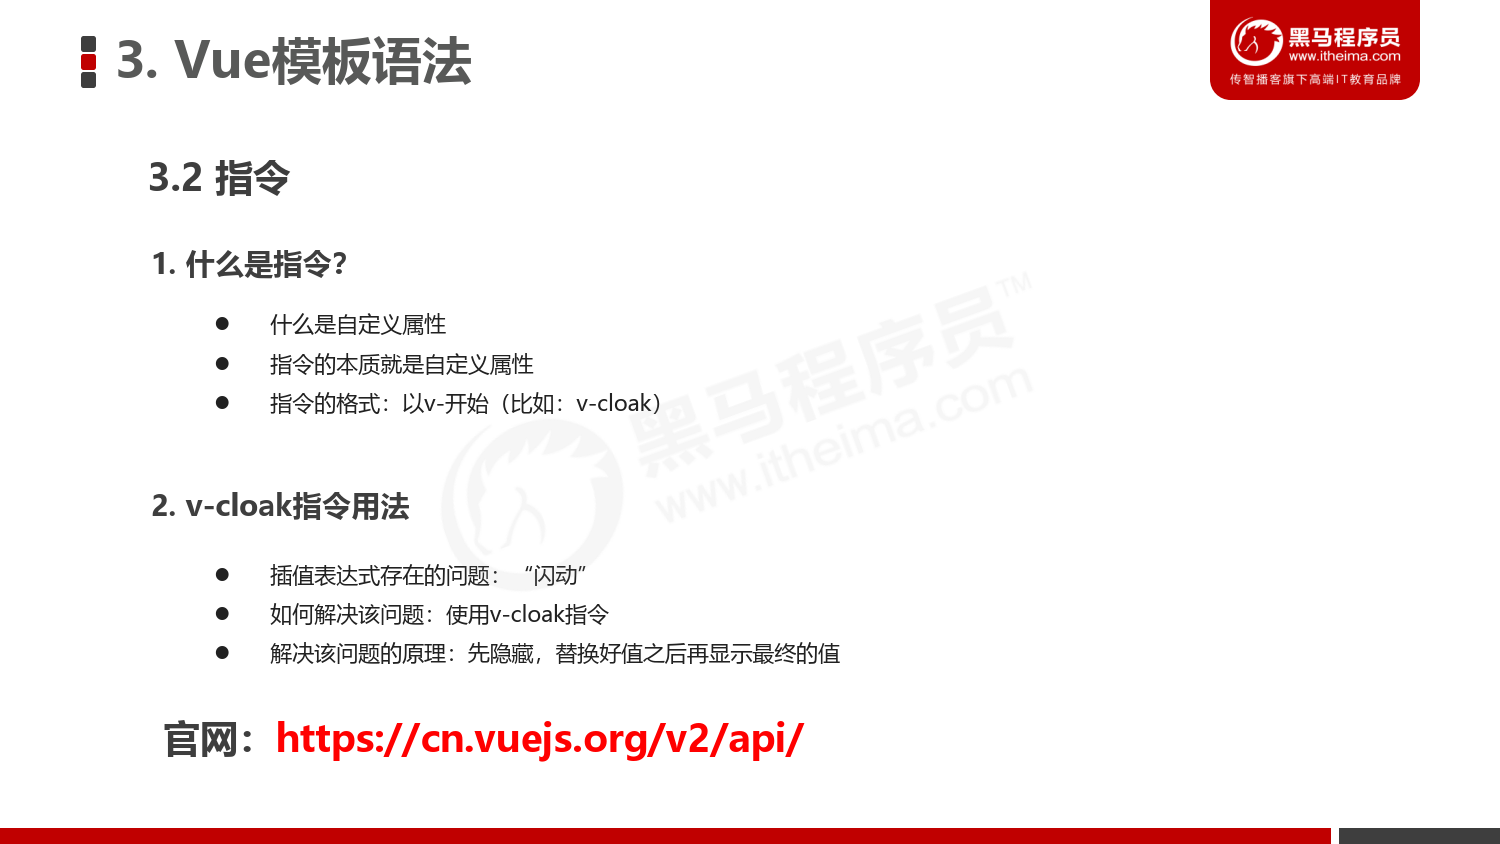 3. Vue模板语法
黑马程序员
www.itheima.com
传智播客旗下高端IT教育品牌
3.2 指令
1. 什么是指令?
● 什么是自定义属性
● 指令的本质就是自定义属性
● 指令的格式：以v-开始（比如：v-cloak）
黑马程序员™
www.itheima.com
2. v-cloak指令用法
● 插值表达式存在的问题：“闪动”
● 如何解决该问题：使用v-cloak指令
● 解决该问题的原理：先隐藏，替换好值之后再显示最终的值
官网：https://cn.vuejs.org/v2/api/